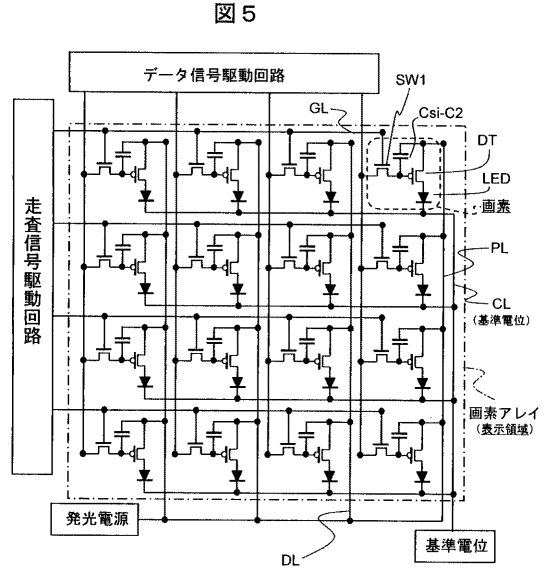 図5
データ信号駆動回路
SW1
GL
Csi-C2
DT
LED
画素
走査信号駆動回路
PL
CL
(基準電位)
画素アレイ
(表示領域)
発光電源
DL
基準電位